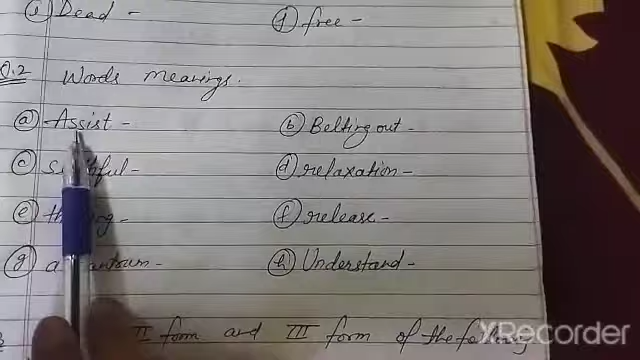 (i) Dead - (j) free -
Q.2 Words meanings.
(a) Assist - (b) Belting out -
(c) (d) relaxation -
(e) (f) release -
(g) (h) Understand -
II form and III form of the following
XRecorder